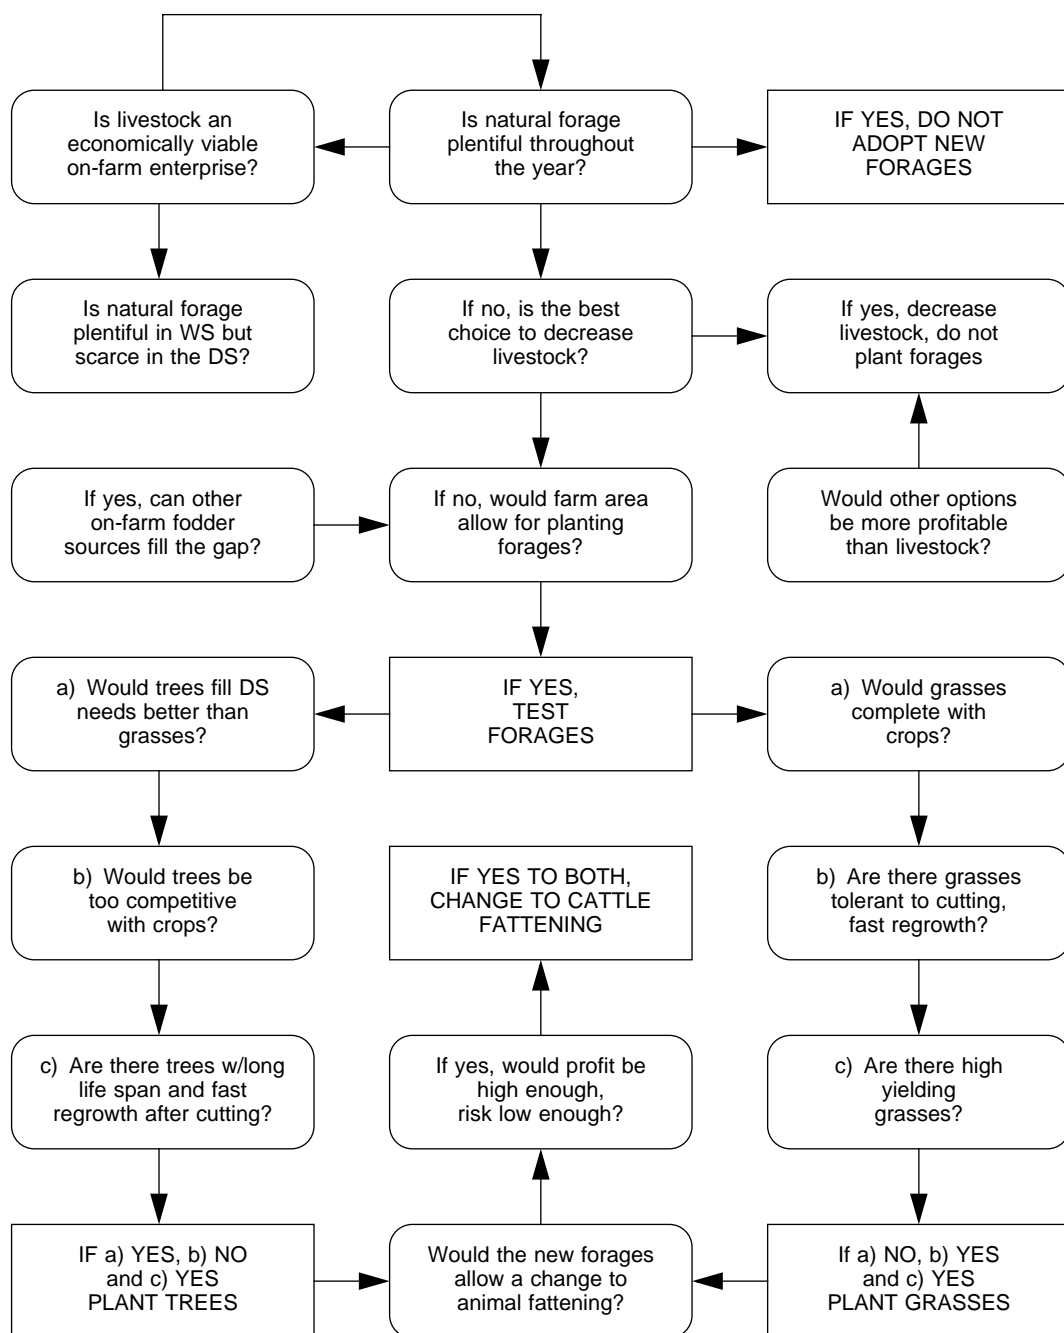 Is livestock an
economically viable
on-farm enterprise?
Is natural forage
plentiful throughout
the year?
IF YES, DO NOT
ADOPT NEW
FORAGES
Is natural forage
plentiful in WS but
scarce in the DS?
If no, is the best
choice to decrease
livestock?
If yes, decrease
livestock, do not
plant forages
If yes, can other
on-farm fodder
sources fill the gap?
If no, would farm area
allow for planting
forages?
Would other options
be more profitable
than livestock?
a) Would trees fill DS
needs better than
grasses?
IF YES,
TEST
FORAGES
a) Would grasses
complete with
crops?
b) Would trees be
too competitive
with crops?
IF YES TO BOTH,
CHANGE TO CATTLE
FATTENING
b) Are there grasses
tolerant to cutting,
fast regrowth?
c) Are there trees w/long
life span and fast
regrowth after cutting?
If yes, would profit be
high enough,
risk low enough?
c) Are there high
yielding
grasses?
IF a) YES, b) NO
and c) YES
PLANT TREES
Would the new forages
allow a change to
animal fattening?
If a) NO, b) YES
and c) YES
PLANT GRASSES